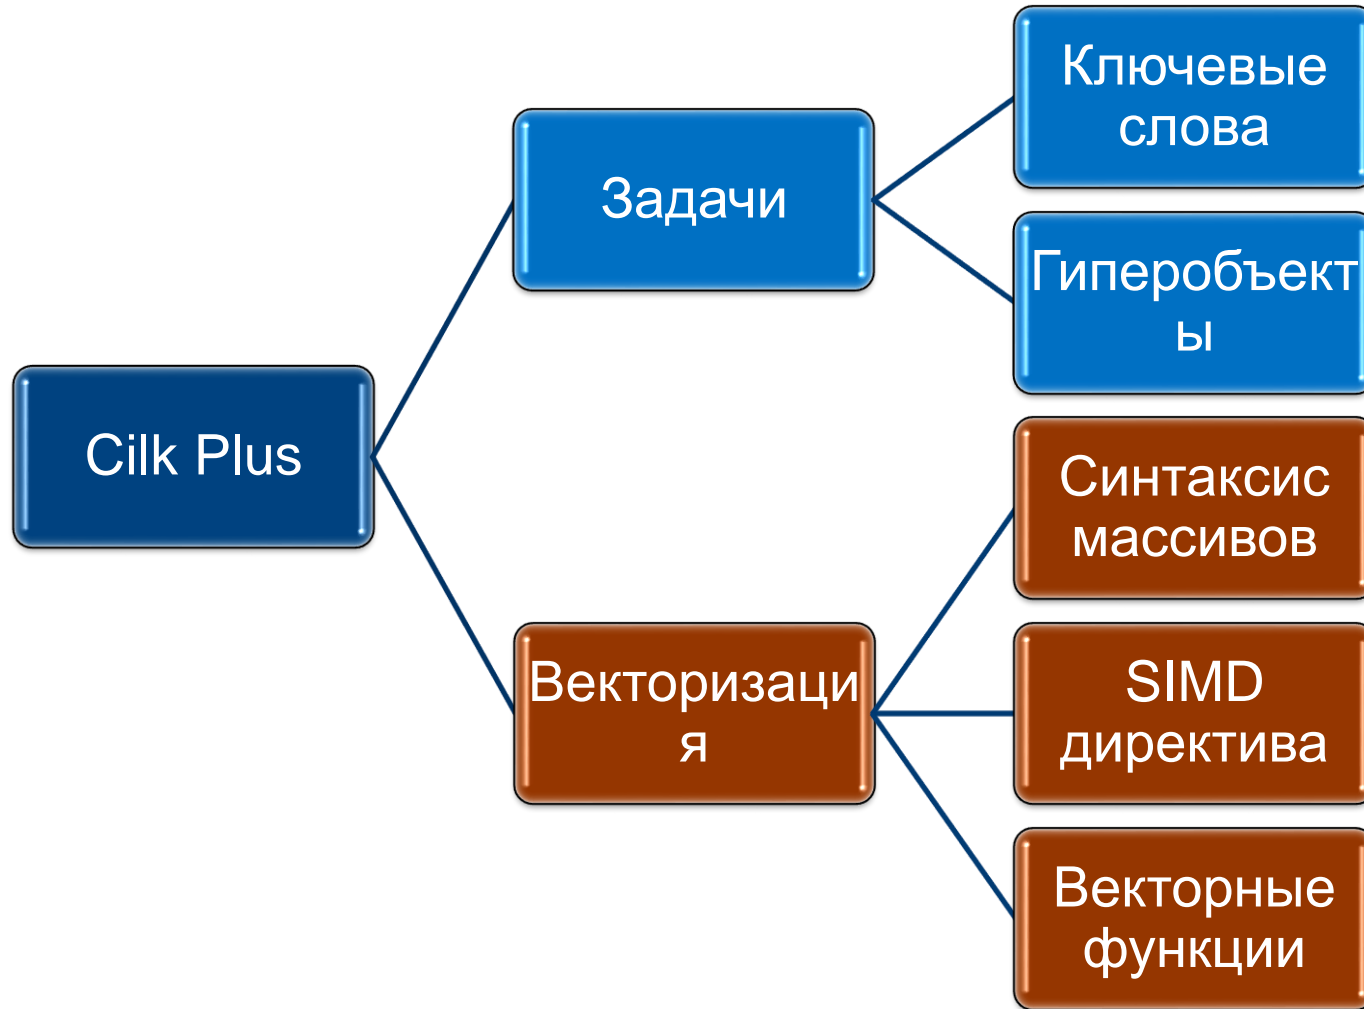 Cilk Plus
Задачи
Ключевые
слова
Гиперобъект
ы
Векторизаци
я
Синтаксис
массивов
SIMD
директива
Векторные
функции